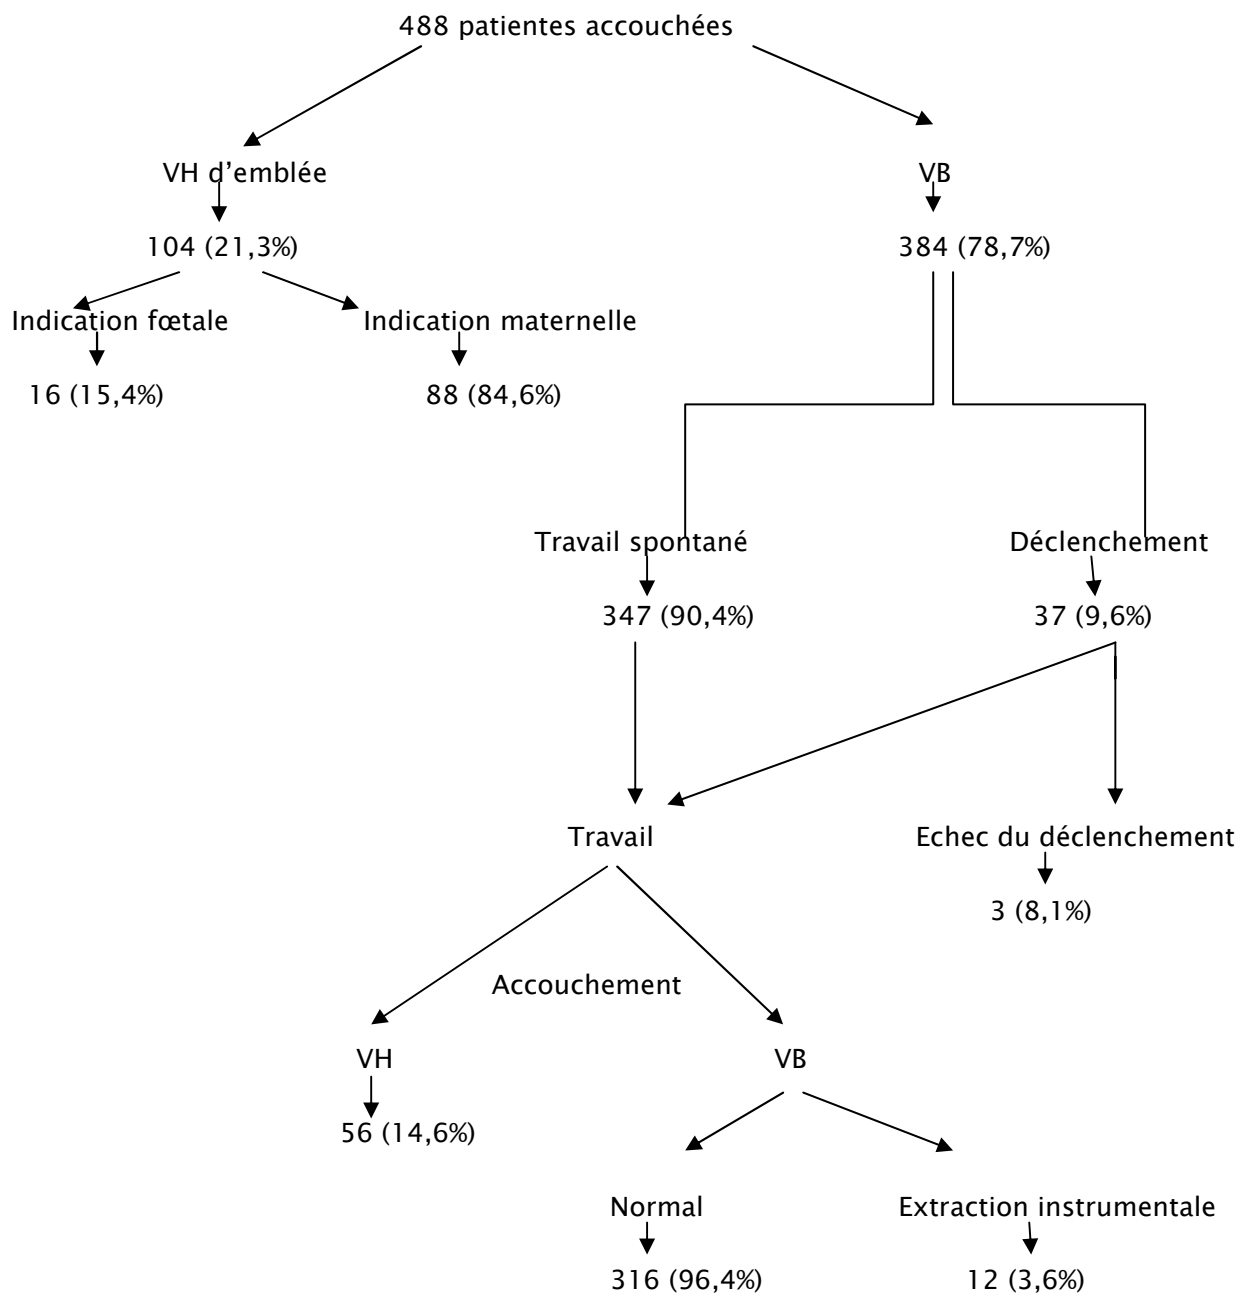 488 patientes accouchées
VH d’emblée
VB
104 (21,3%)
384 (78,7%)
Indication fœtale
Indication maternelle
16 (15,4%)
88 (84,6%)
Travail spontané
Déclenchement
347 (90,4%)
37 (9,6%)
Travail
Echec du déclenchement
3 (8,1%)
Accouchement
VH
VB
56 (14,6%)
Normal
Extraction instrumentale
316 (96,4%)
12 (3,6%)